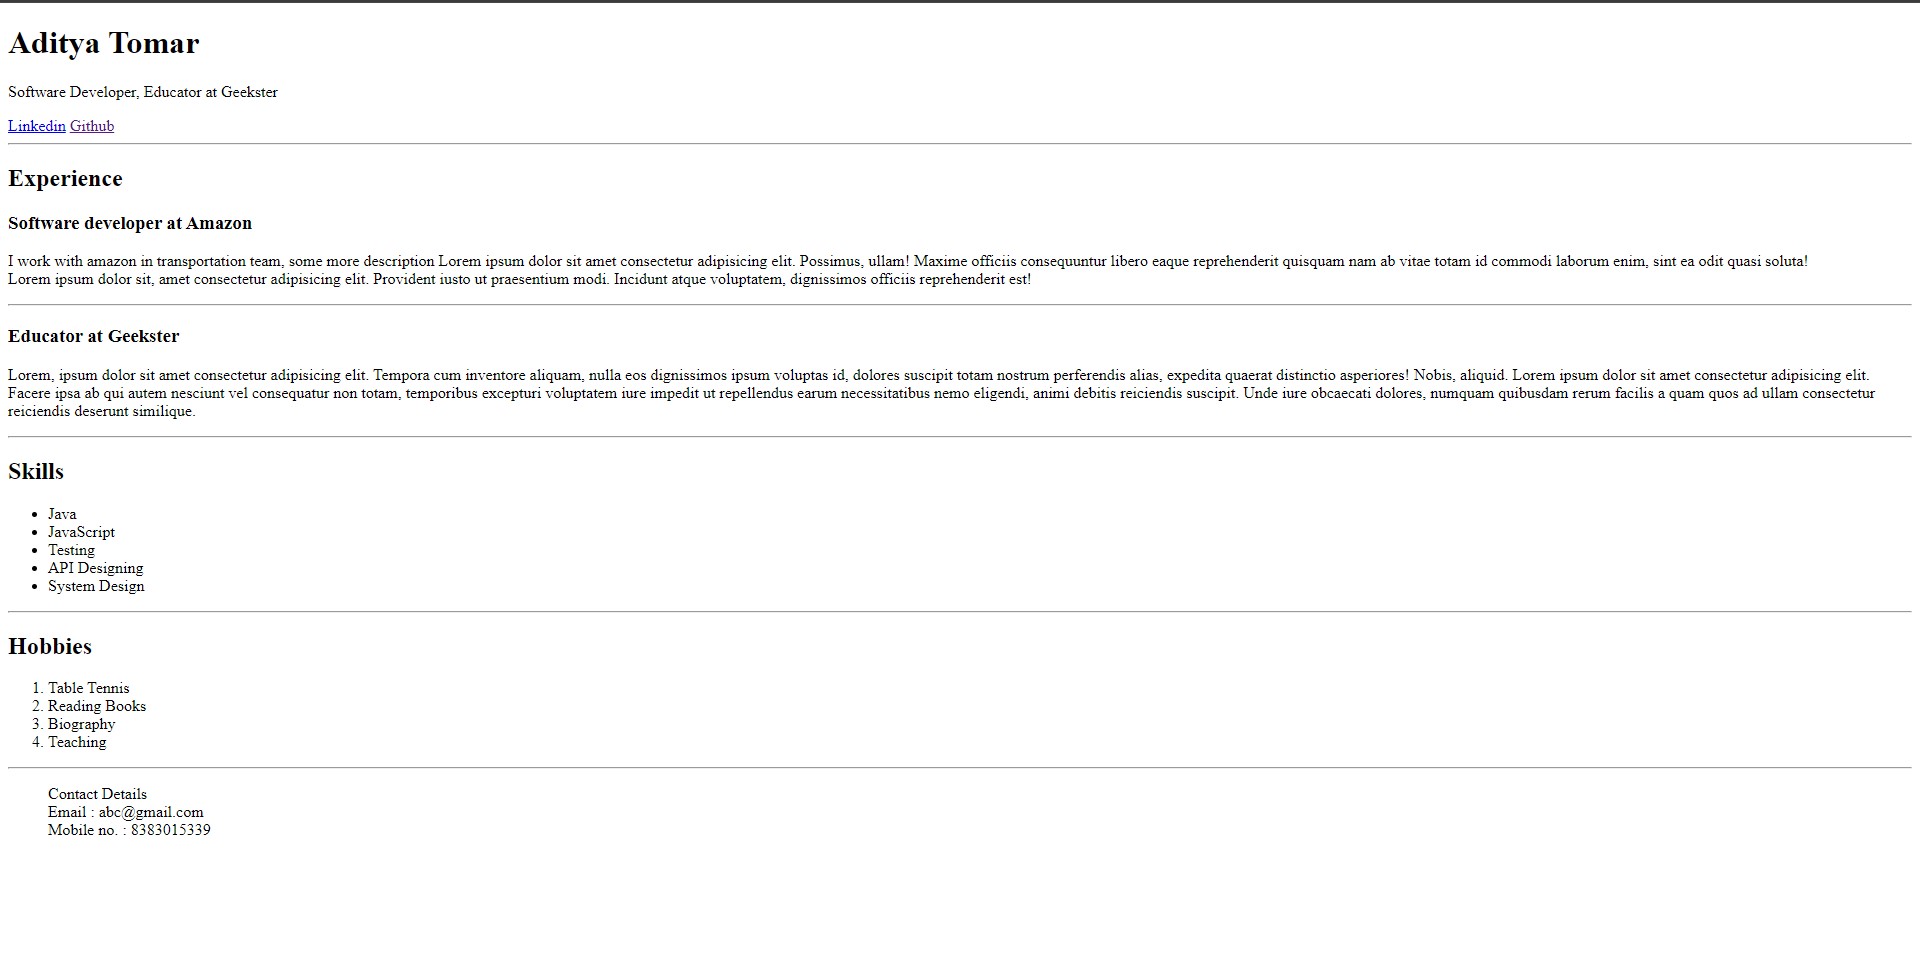 Aditya Tomar
Software Developer, Educator at Geekster
Linkedin Github
Experience
Software developer at Amazon
I work with amazon in transportation team, some more description Lorem ipsum dolor sit amet consectetur adipisicing elit. Possimus, ullam! Maxime officiis consequuntur libero eaque reprehenderit quisquam nam ab vitae totam id commodi laborum enim, sint ea odit quasi soluta!
Lorem ipsum dolor sit, amet consectetur adipisicing elit. Provident iusto ut praesentium modi. Incidunt atque voluptatem, dignissimos officiis reprehenderit est!
Educator at Geekster
Lorem, ipsum dolor sit amet consectetur adipisicing elit. Tempora cum inventore aliquam, nulla eos dignissimos ipsum voluptas id, dolores suscipit totam nostrum perferendis alias, expedita quaerat distinctio asperiores! Nobis, aliquid. Lorem ipsum dolor sit amet consectetur adipisicing elit.
Facere ipsa ab qui autem nesciunt vel consequatur non totam, temporibus excepturi voluptatem iure impedit ut repellendus earum necessitatibus nemo eligendi, animi debitis reiciendis suscipit. Unde iure obcaecati dolores, numquam quibusdam rerum facilis a quam quos ad ullam consectetur
reiciendis deserunt similique.
Skills
• Java
• JavaScript
• Testing
• API Designing
• System Design
Hobbies
1. Table Tennis
2. Reading Books
3. Biography
4. Teaching
Contact Details
Email : abc@gmail.com
Mobile no. : 8383015339